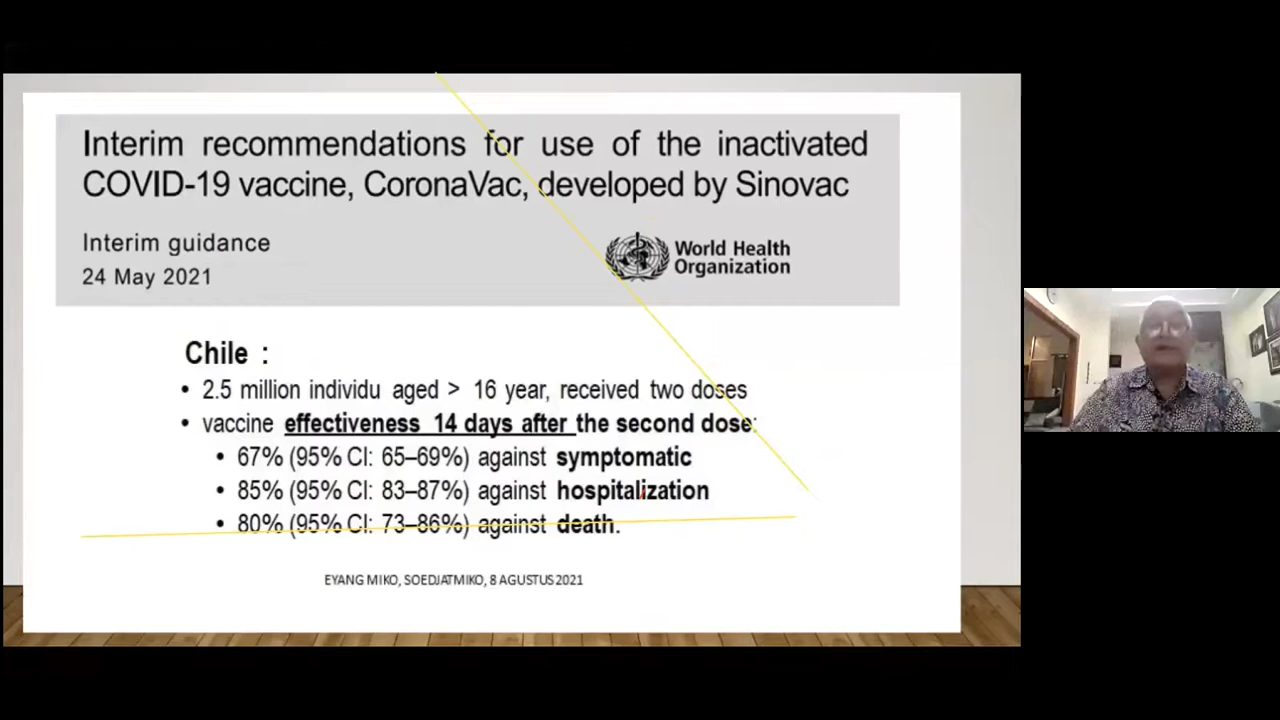 Interim recommendations for use of the inactivated
COVID-19 vaccine, CoronaVac, developed by Sinovac
Interim guidance
24 May 2021
World Health
Organization
Chile :
• 2.5 million individu aged > 16 year, received two doses
• vaccine effectiveness 14 days after the second dose:
• 67% (95% CI: 65–69%) against symptomatic
• 85% (95% CI: 83–87%) against hospitalization
• 80% (95% CI: 73–86%) against death.
EYANG MIKO, SOEDJATMIKO, 8 AGUSTUS 2021